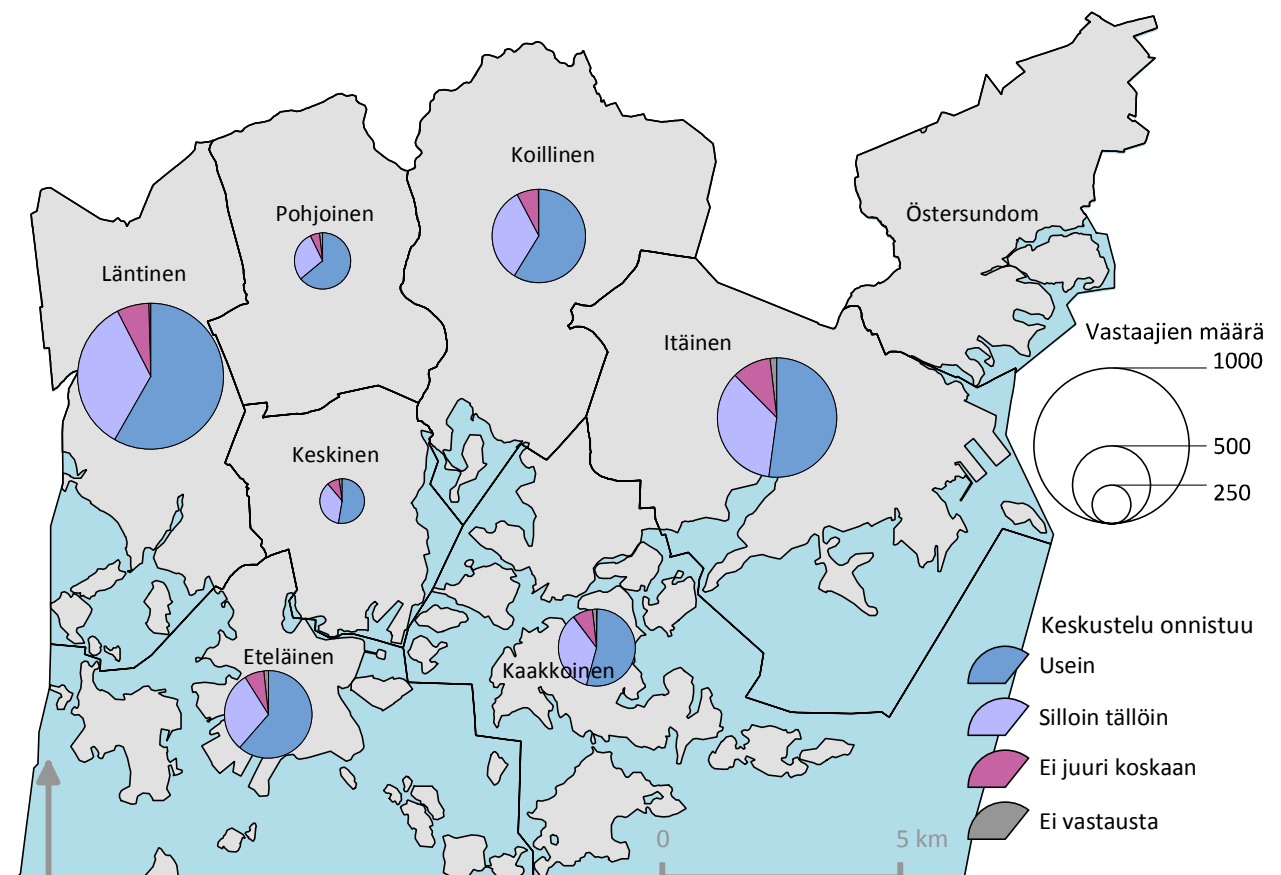 Koillinen
Pohjoinen
Östersundom
Läntinen
Itäinen
Keskinen
Eteläinen
Kaakkoinen
Vastaajien määrä
1000
500
250
Keskustelu onnistuu
Usein
Silloin tällöin
Ei juuri koskaan
Ei vastausta
0 5 km